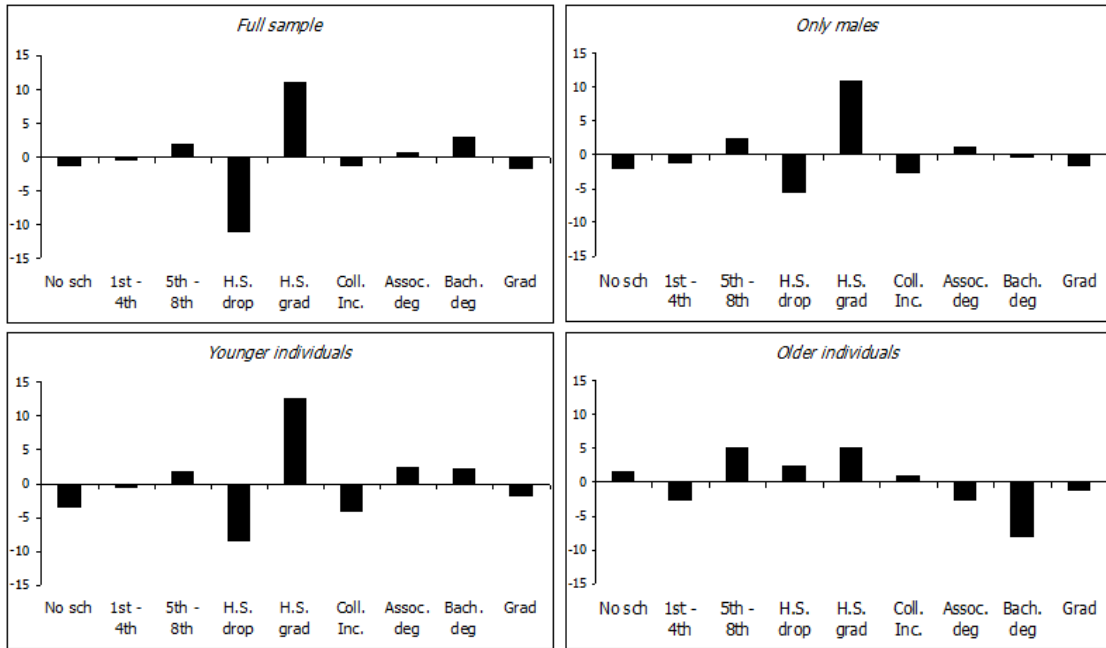 Full sample
15
10
5
0
-5
-10
-15
No sch 1st - 5th - H.S. H.S. Coll. Assoc. Bach. Grad
4th 8th drop grad Inc. deg deg
Only males
15
10
5
0
-5
-10
-15
No sch 1st - 5th - H.S. H.S. Coll. Assoc. Bach. Grad
4th 8th drop grad Inc. deg deg
Younger individuals
15
10
5
0
-5
-10
-15
No sch 1st - 5th - H.S. H.S. Coll. Assoc. Bach. Grad
4th 8th drop grad Inc. deg deg
Older individuals
15
10
5
0
-5
-10
-15
No sch 1st - 5th - H.S. H.S. Coll. Assoc. Bach. Grad
4th 8th drop grad Inc. deg deg